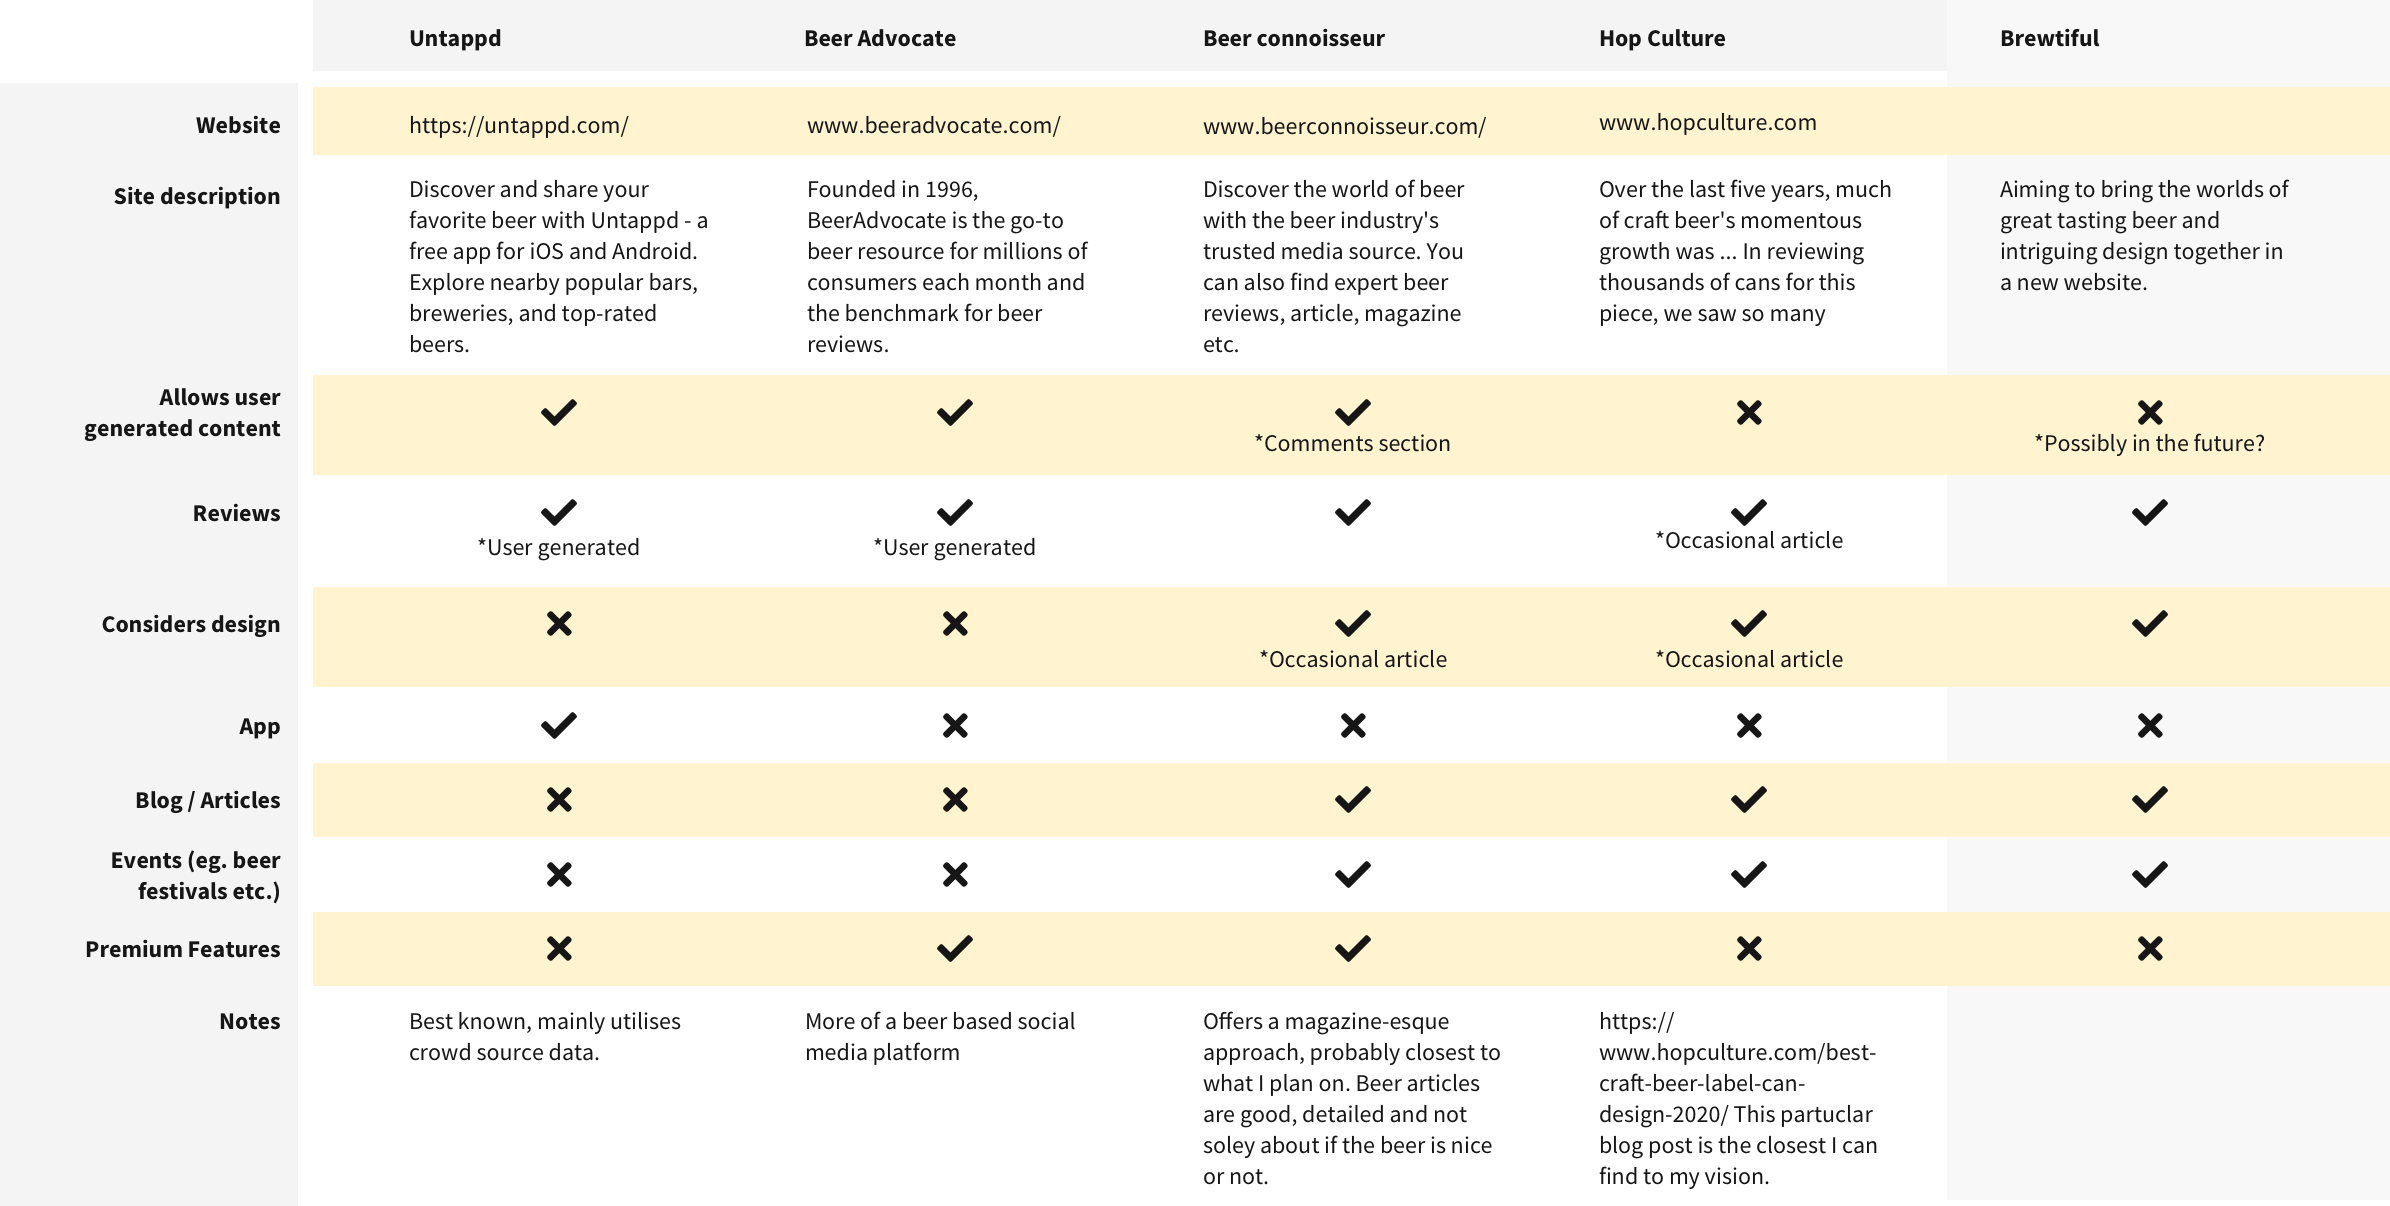 Untappd Beer Advocate Beer connoisseur Hop Culture Brewtiful
Website https://untappd.com/ www.beeradvocate.com/ www.beerconnoisseur.com/ www.hopculture.com
Site description
Discover and share your
favorite beer with Untappd - a
free app for iOS and Android.
Explore nearby popular bars,
breweries, and top-rated
beers.
Founded in 1996,
BeerAdvocate is the go-to
beer resource for millions of
consumers each month and
the benchmark for beer
reviews.
Discover the world of beer
with the beer industry's
trusted media source. You
can also find expert beer
reviews, article, magazine
etc.
Over the last five years, much
of craft beer's momentous
growth was ... In reviewing
thousands of cans for this
piece, we saw so many
Aiming to bring the worlds of
great tasting beer and
intriguing design together in
a new website.
Allows user
generated content
*Comments section
*Possibly in the future?
Reviews
*User generated
*User generated
*Occasional article
Considers design
*Occasional article
*Occasional article
App
Blog / Articles
Events (eg. beer
festivals etc.)
Premium Features
Notes
Best known, mainly utilises
crowd source data.
More of a beer based social
media platform
Offers a magazine-esque
approach, probably closest to
what I plan on. Beer articles
are good, detailed and not
soley about if the beer is nice
or not.
https://
www.hopculture.com/best-
craft-beer-label-can-
design-2020/ This partuclar
blog post is the closest I can
find to my vision.